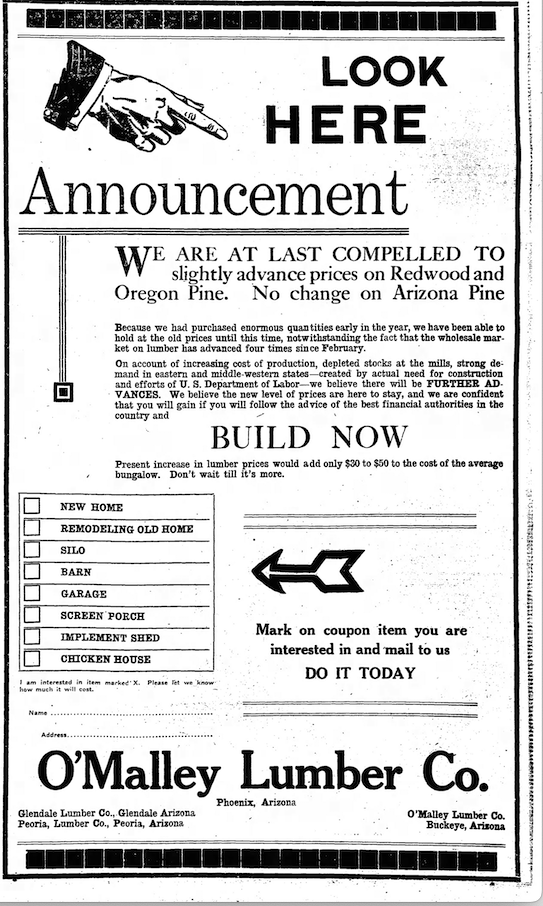 LOOK
HERE
Announcement
WE ARE AT LAST COMPELLED TO
slightly advance prices on Redwood and
Oregon Pine. No change on Arizona Pine
Because we had purchased enormous quantities early in the year, we have been able to
hold at the old prices until this time, notwithstanding the fact that the wholesale mar-
ket on lumber has advanced four times since February.
On account of increasing cost of production, depleted stocks at the mills, strong de-
mand in eastern and middle-western states—created by actual need for construction
and efforts of U. S. Department of Labor—we believe there will be FURTHER AD-
VANCES. We believe the new level of prices are here to stay, and we are confident
that you will gain if you will follow the advice of the best financial authorities in the
country and
BUILD NOW
Present increase in lumber prices would add only $30 to $50 to the cost of the average
bungalow. Don't wait till it's more.
NEW HOME
REMODELING OLD HOME
SILO
BARN
GARAGE
SCREEN PORCH
IMPLEMENT SHED
CHICKEN HOUSE
I am interested in item marked X. Please let we know
how much it will cost.
Name
Address
Mark on coupon item you are
interested in and mail to us
DO IT TODAY
O'Malley Lumber Co.
Phoenix, Arizona
Glendale Lumber Co., Glendale Arizona
Peoria, Lumber Co., Peoria, Arizona
O'Malley Lumber Co.
Buckeye, Arizona